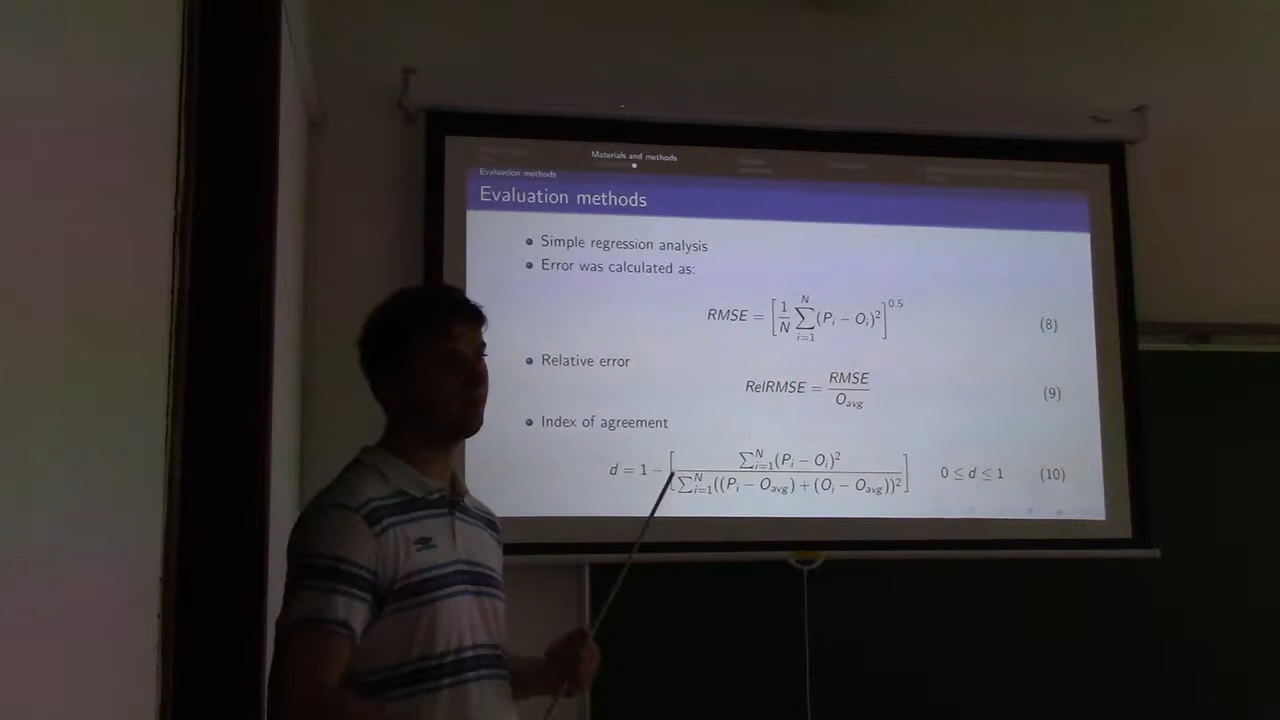 Materials and methods
Evaluation methods
Evaluation methods
Simple regression analysis
Error was calculated as:
RMSE = [1/N ∑_{i=1}^{N} (P_i − O_i)²]^{0.5} (8)
Relative error
RelRMSE = RMSE / O_avg (9)
Index of agreement
d = 1 − [∑_{i=1}^{N}(P_i − O_i)² / ∑_{i=1}^{N}((P_i − O_avg) + (O_i − O_avg))²] 0 ≤ d ≤ 1 (10)